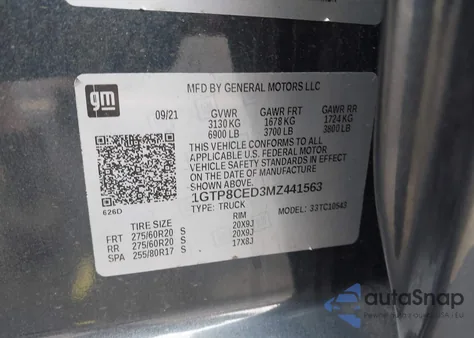 gm
MFD BY GENERAL MOTORS LLC
09/21 GVWR GAWR FRT GAWR RR
3130 KG 1678 KG 1724 KG
6900 LB 3700 LB 3800 LB
THIS VEHICLE CONFORMS TO ALL
APPLICABLE U.S. FEDERAL MOTOR
VEHICLE SAFETY STANDARDS IN EFFECT
ON THE DATE OF MANUFACTURE
SHOWN ABOVE.
1GTP8CED3MZ441563
626D TYPE: TRUCK MODEL:
TIRE SIZE RIM
FRT 275/60R20 S 20X9J
RR 275/60R20 S 20X9J
SPA 255/80R17 S 17X8J
autoSnap